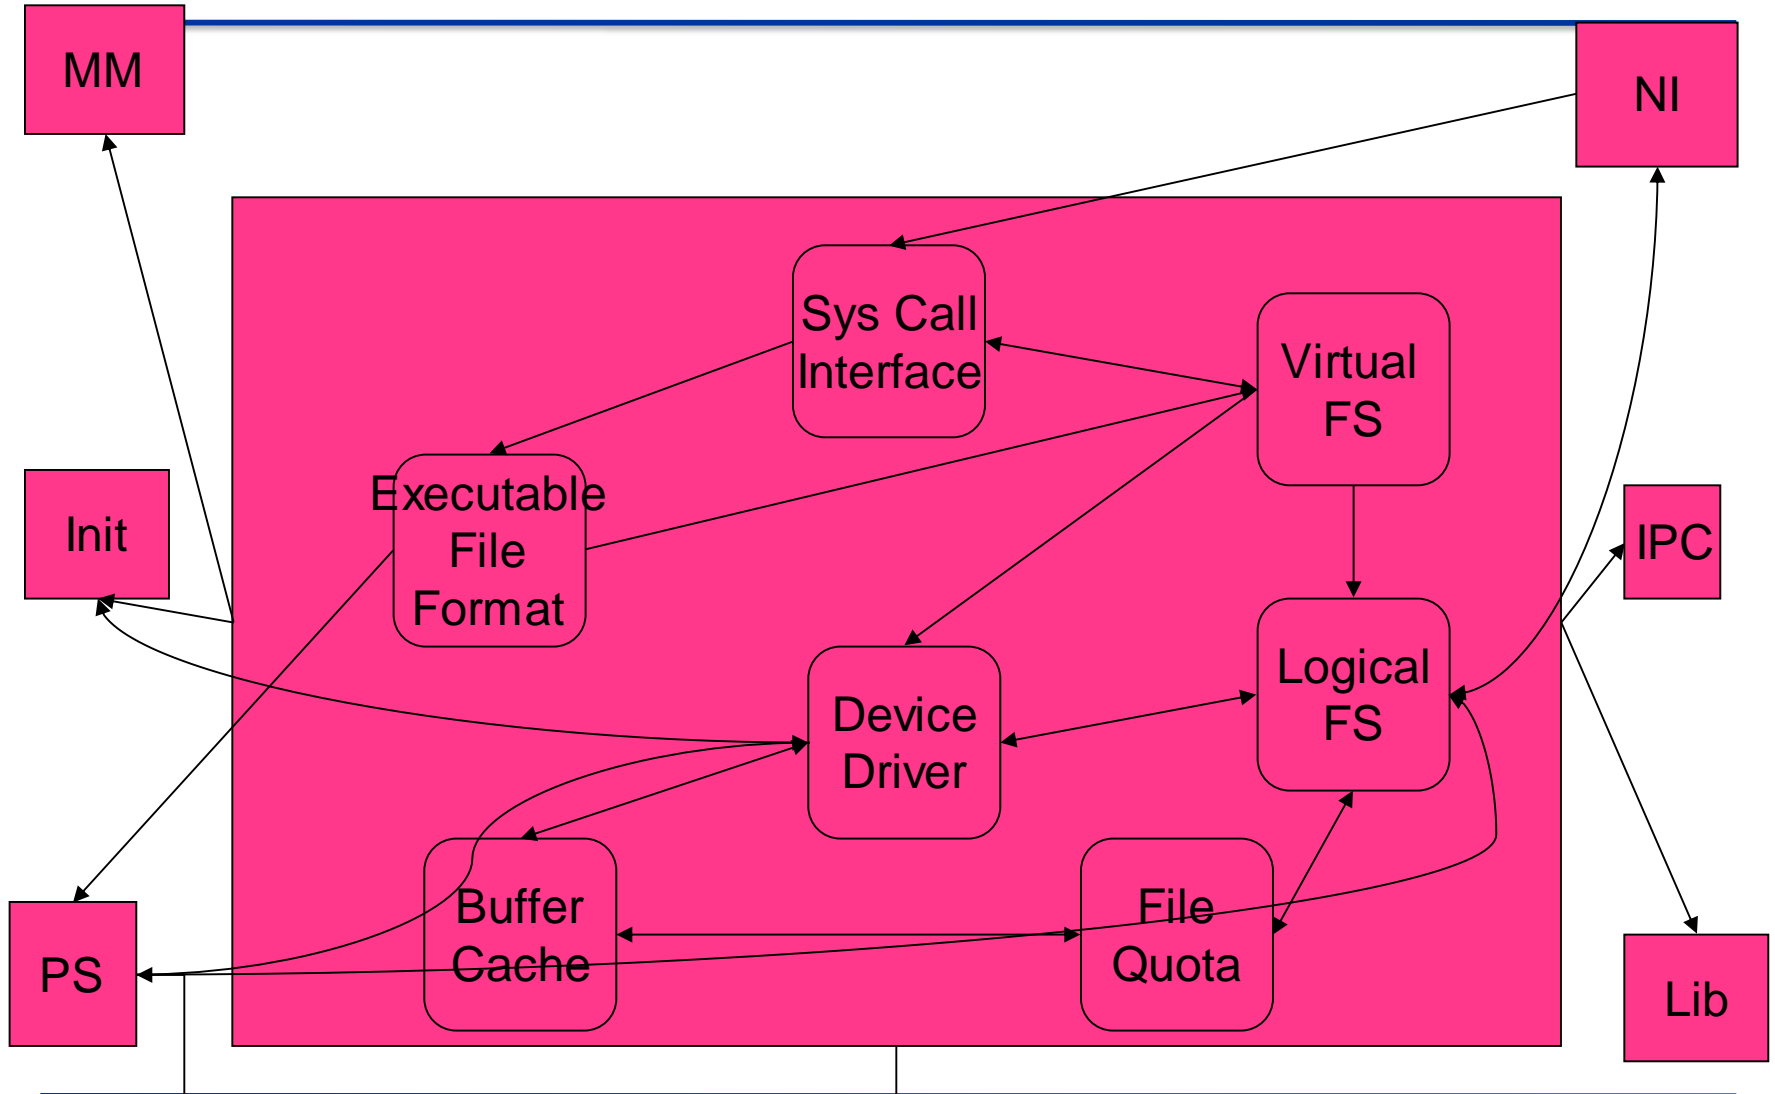 MM
NI
Sys Call
Interface
Virtual
FS
Executable
File
Format
Init
IPC
Logical
FS
Device
Driver
Buffer
Cache
File
Quota
PS
Lib